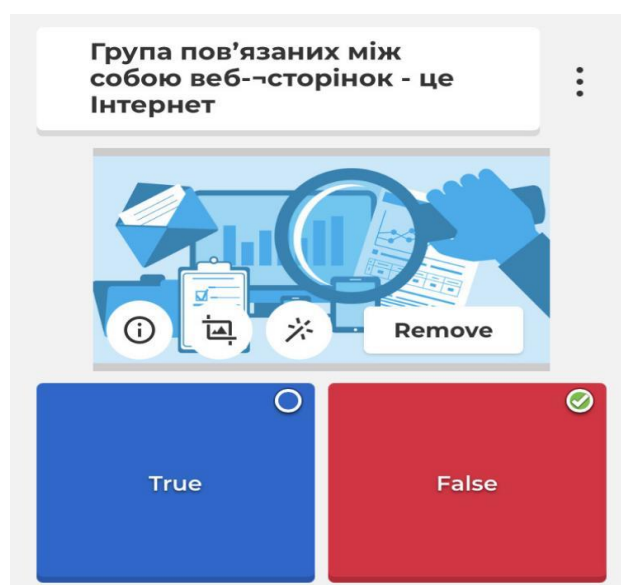 Група пов’язаних між
собою веб-¬сторінок - це
Інтернет
Remove
True
False